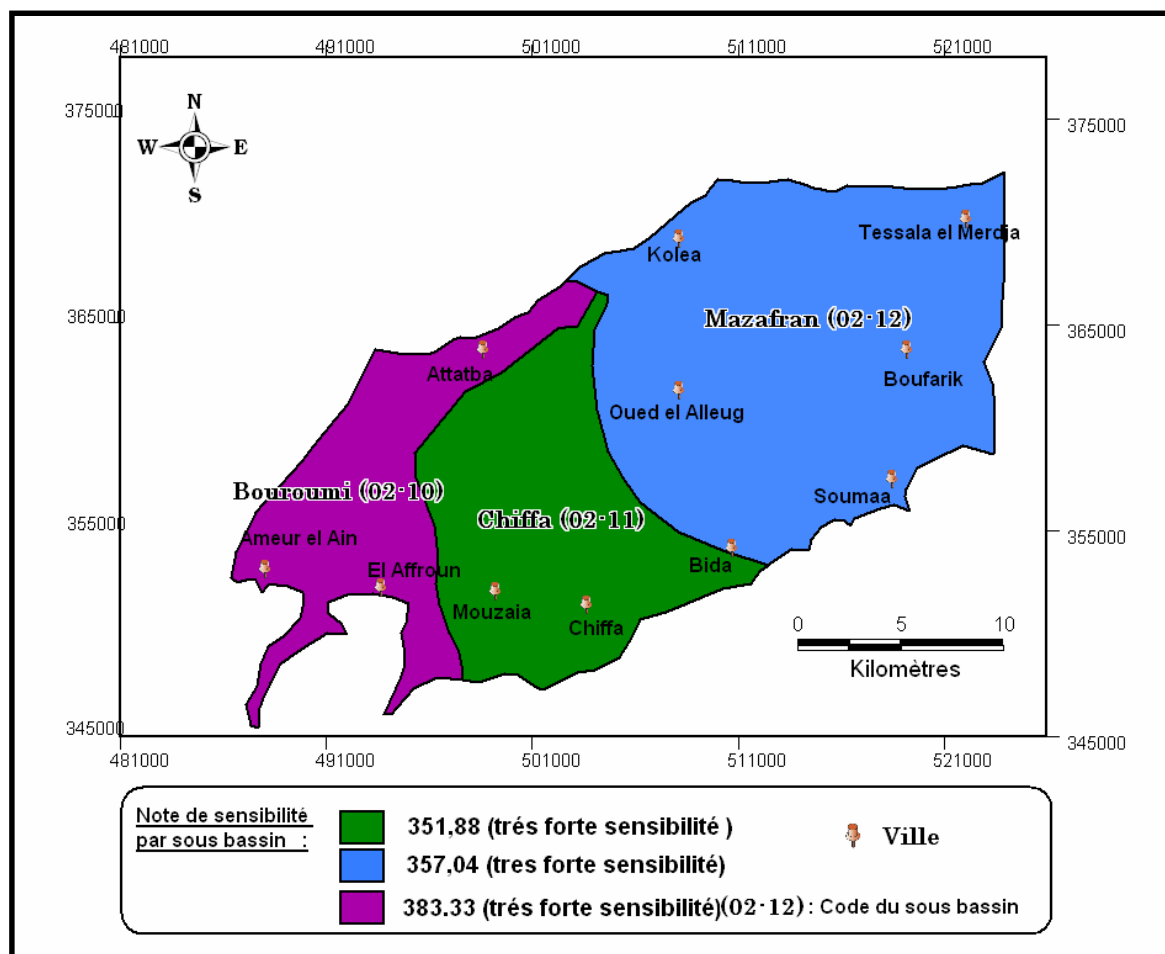 481000 491000 501000 511000 521000
375000 375000
N
W E
S
Tessala el Merdja
Kolea
365000 Mazafran (02-12) 365000
Attatba
Boufarik
Oued el Alleug
Bouroumi (02-10)
Soumaa
Chiffa (02-11)
355000 355000
Ameur el Ain
Bida
El Affroun
Mouzaia
Chiffa
0 5 10
Kilomètres
345000 345000
481000 491000 501000 511000 521000
Note de sensibilité
par sous bassin :
351,88 (trés forte sensibilité )
Ville
357,04 (tres forte sensibilité)
383.33 (trés forte sensibilité)(02-12) : Code du sous bassin